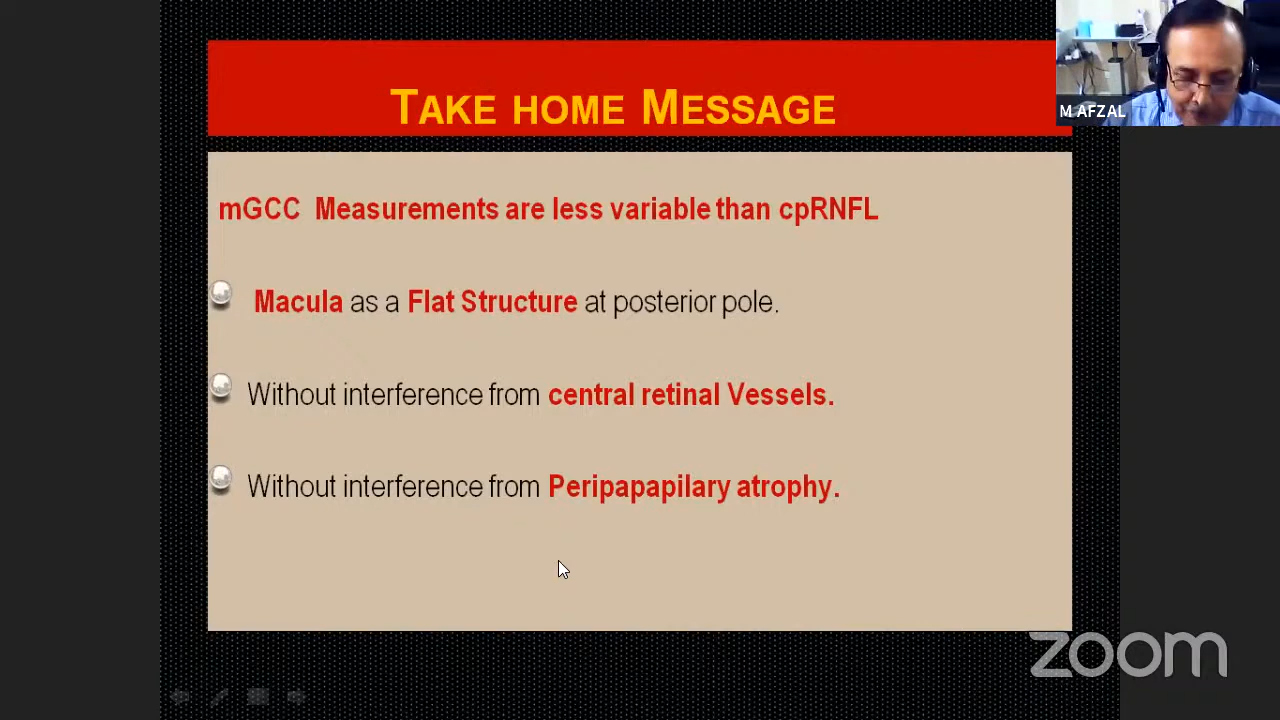 TAKE HOME MESSAGE
M AFZAL
mGCC Measurements are less variable than cpRNFL
Macula as a Flat Structure at posterior pole.
Without interference from central retinal Vessels.
Without interference from Peripapapilary atrophy.
zoom